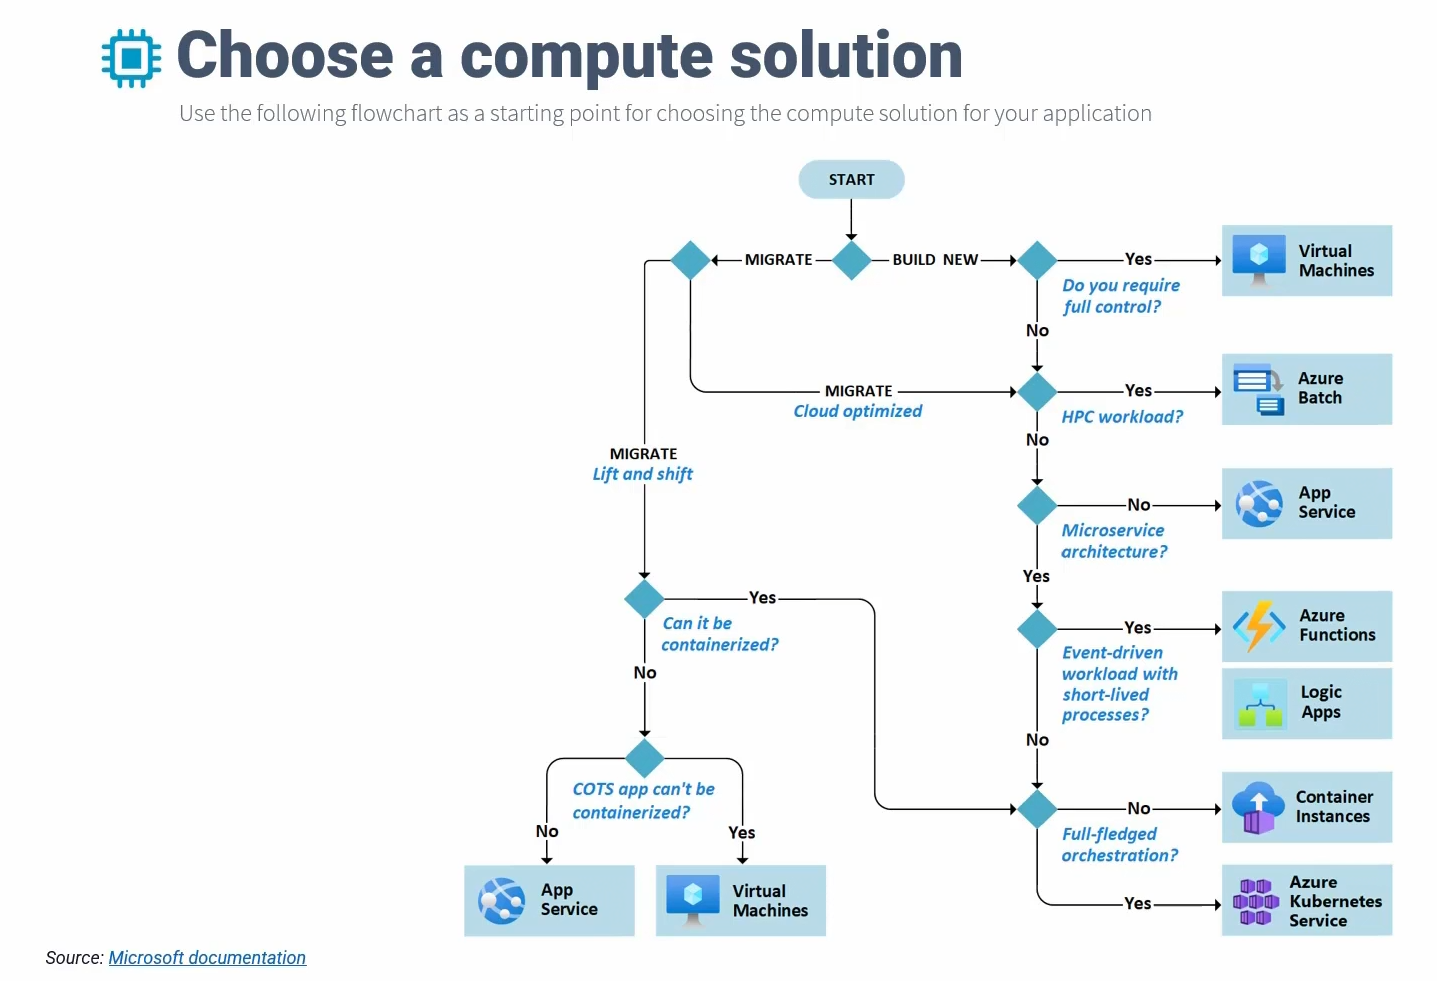 Choose a compute solution
Use the following flowchart as a starting point for choosing the compute solution for your application
START
MIGRATE
BUILD NEW
Yes
Do you require
full control?
Virtual
Machines
No
MIGRATE
Cloud optimized
Yes
HPC workload?
Azure
Batch
No
MIGRATE
Lift and shift
No
Microservice
architecture?
App
Service
Yes
Can it be
containerized?
Yes
Yes
Event-driven
workload with
short-lived
processes?
Azure
Functions
Logic
Apps
No
No
COTS app can't be
containerized?
No
Yes
App
Service
Virtual
Machines
No
Full-fledged
orchestration?
Container
Instances
Yes
Azure
Kubernetes
Service
Source: Microsoft documentation